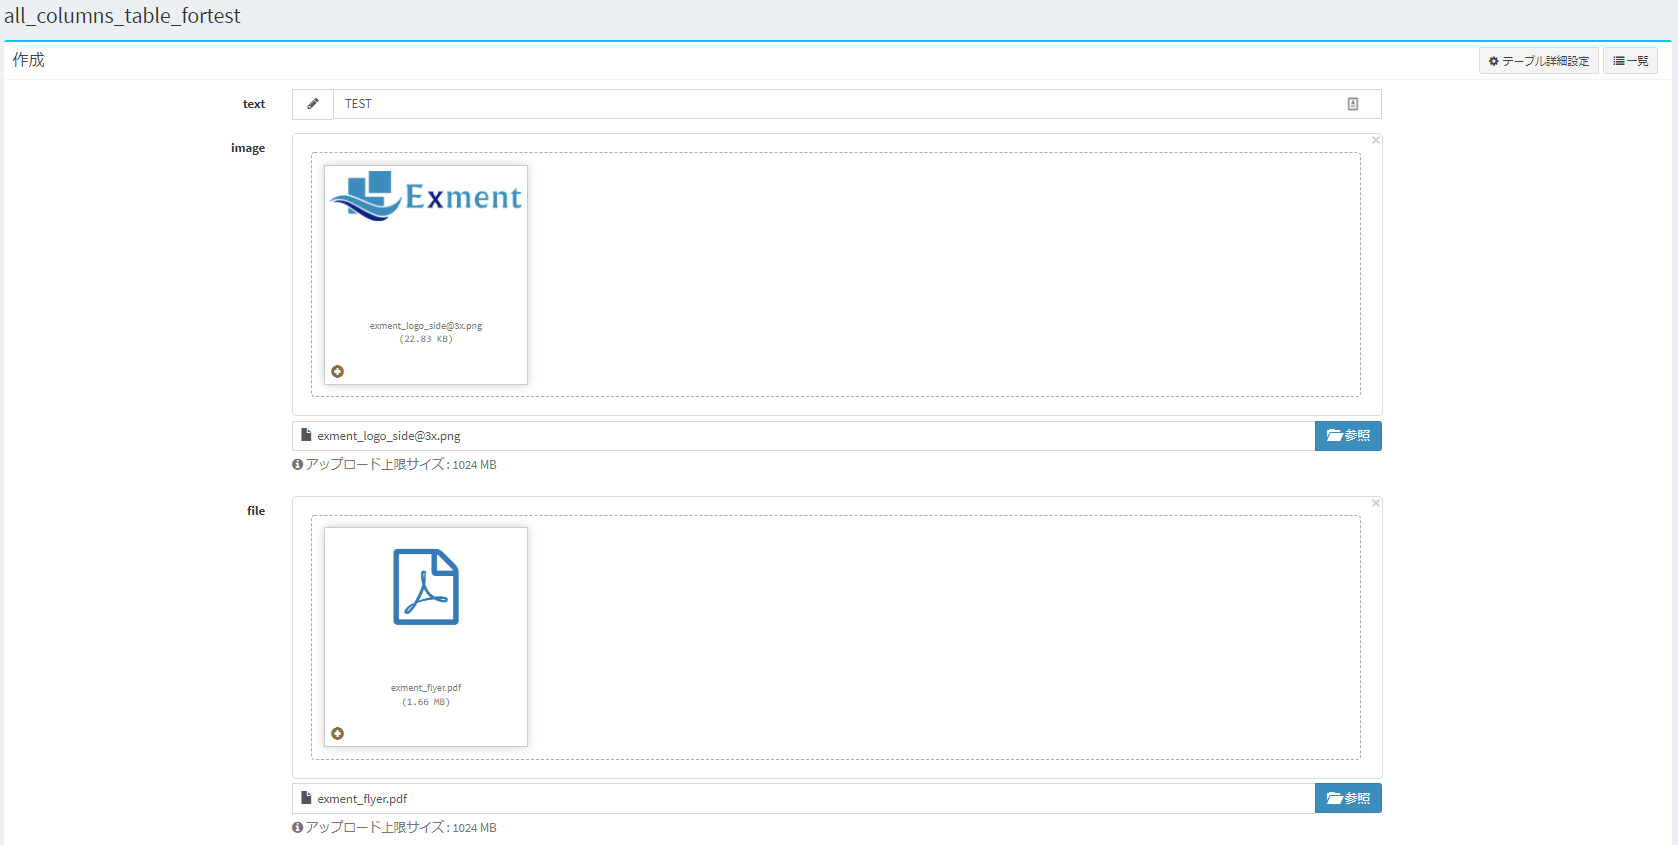 all_columns_table_fortest
作成
テーブル詳細設定
一覧
text
TEST
image
Exment
exment_logo_side@3x.png
(22.83 KB)
exment_logo_side@3x.png
参照
アップロード上限サイズ : 1024 MB
file
exment_flyer.pdf
(1.66 MB)
exment_flyer.pdf
参照
アップロード上限サイズ : 1024 MB